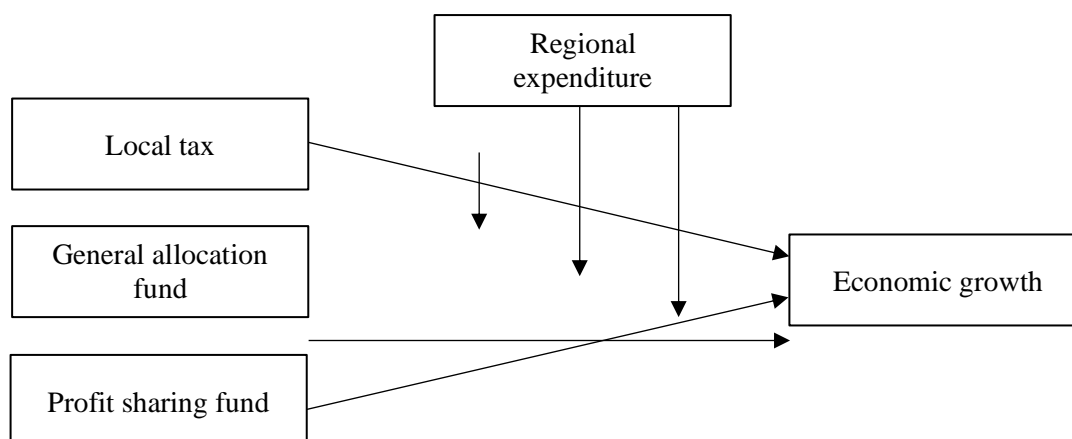 Regional
expenditure
Local tax
General allocation
fund
Economic growth
Profit sharing fund